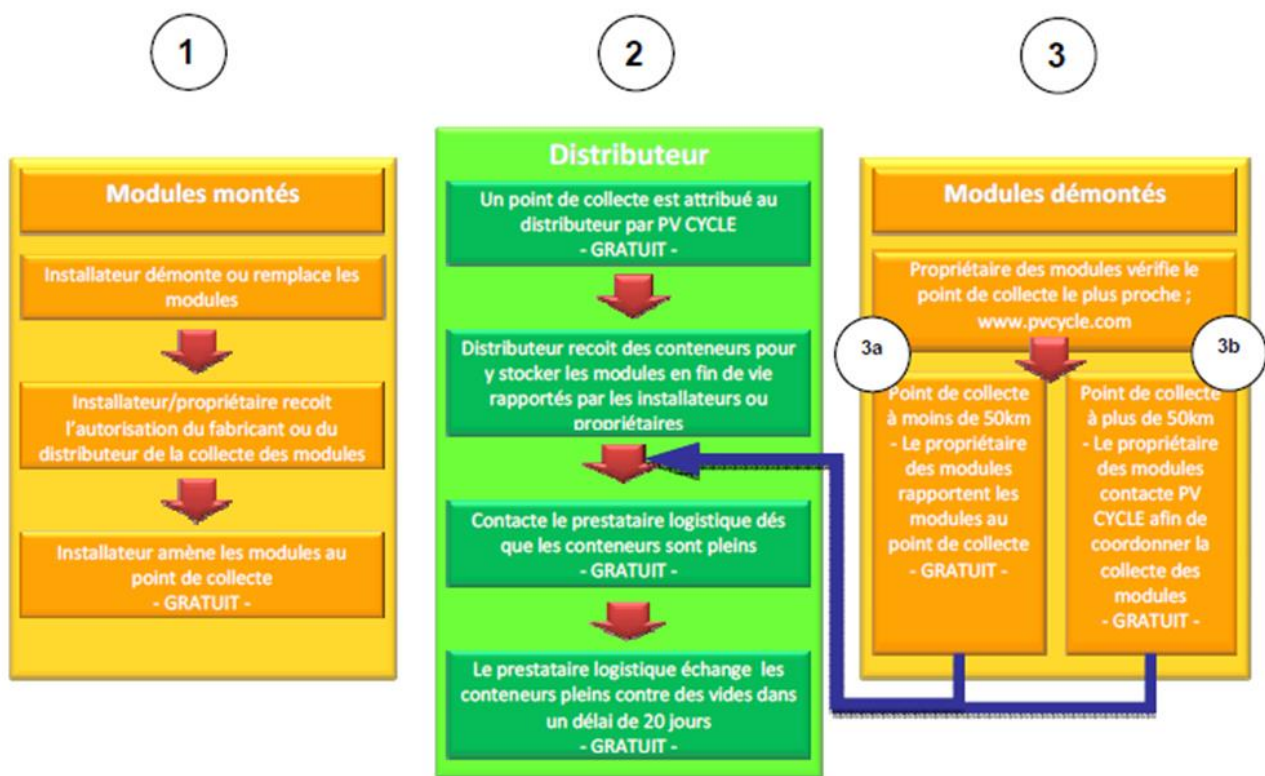 1
Modules montés
Installateur démonte ou remplace les
modules
Installateur/propriétaire recoit
l'autorisation du fabricant ou du
distributeur de la collecte des modules
Installateur amène les modules au
point de collecte
- GRATUIT -
2
Distributeur
Un point de collecte est attribué au
distributeur par PV CYCLE
- GRATUIT -
Distributeur recoit des conteneurs pour
y stocker les modules en fin de vie
rapportés par les installateurs ou
propriétaires
Contacte le prestataire logistique dés
que les conteneurs sont pleins
- GRATUIT -
Le prestataire logistique échange les
conteneurs pleins contre des vides dans
un délai de 20 jours
- GRATUIT -
3
Modules démontés
Propriétaire des modules vérifie le
point de collecte le plus proche ;
www.pvcycle.com
3a
Point de collecte
à moins de 50km
- Le propriétaire
des modules
rapportent les
modules au
point de collecte
- GRATUIT -
3b
Point de collecte
à plus de 50km
- Le propriétaire
des modules
contacte PV
CYCLE afin de
coordonner la
collecte des
modules
- GRATUIT -